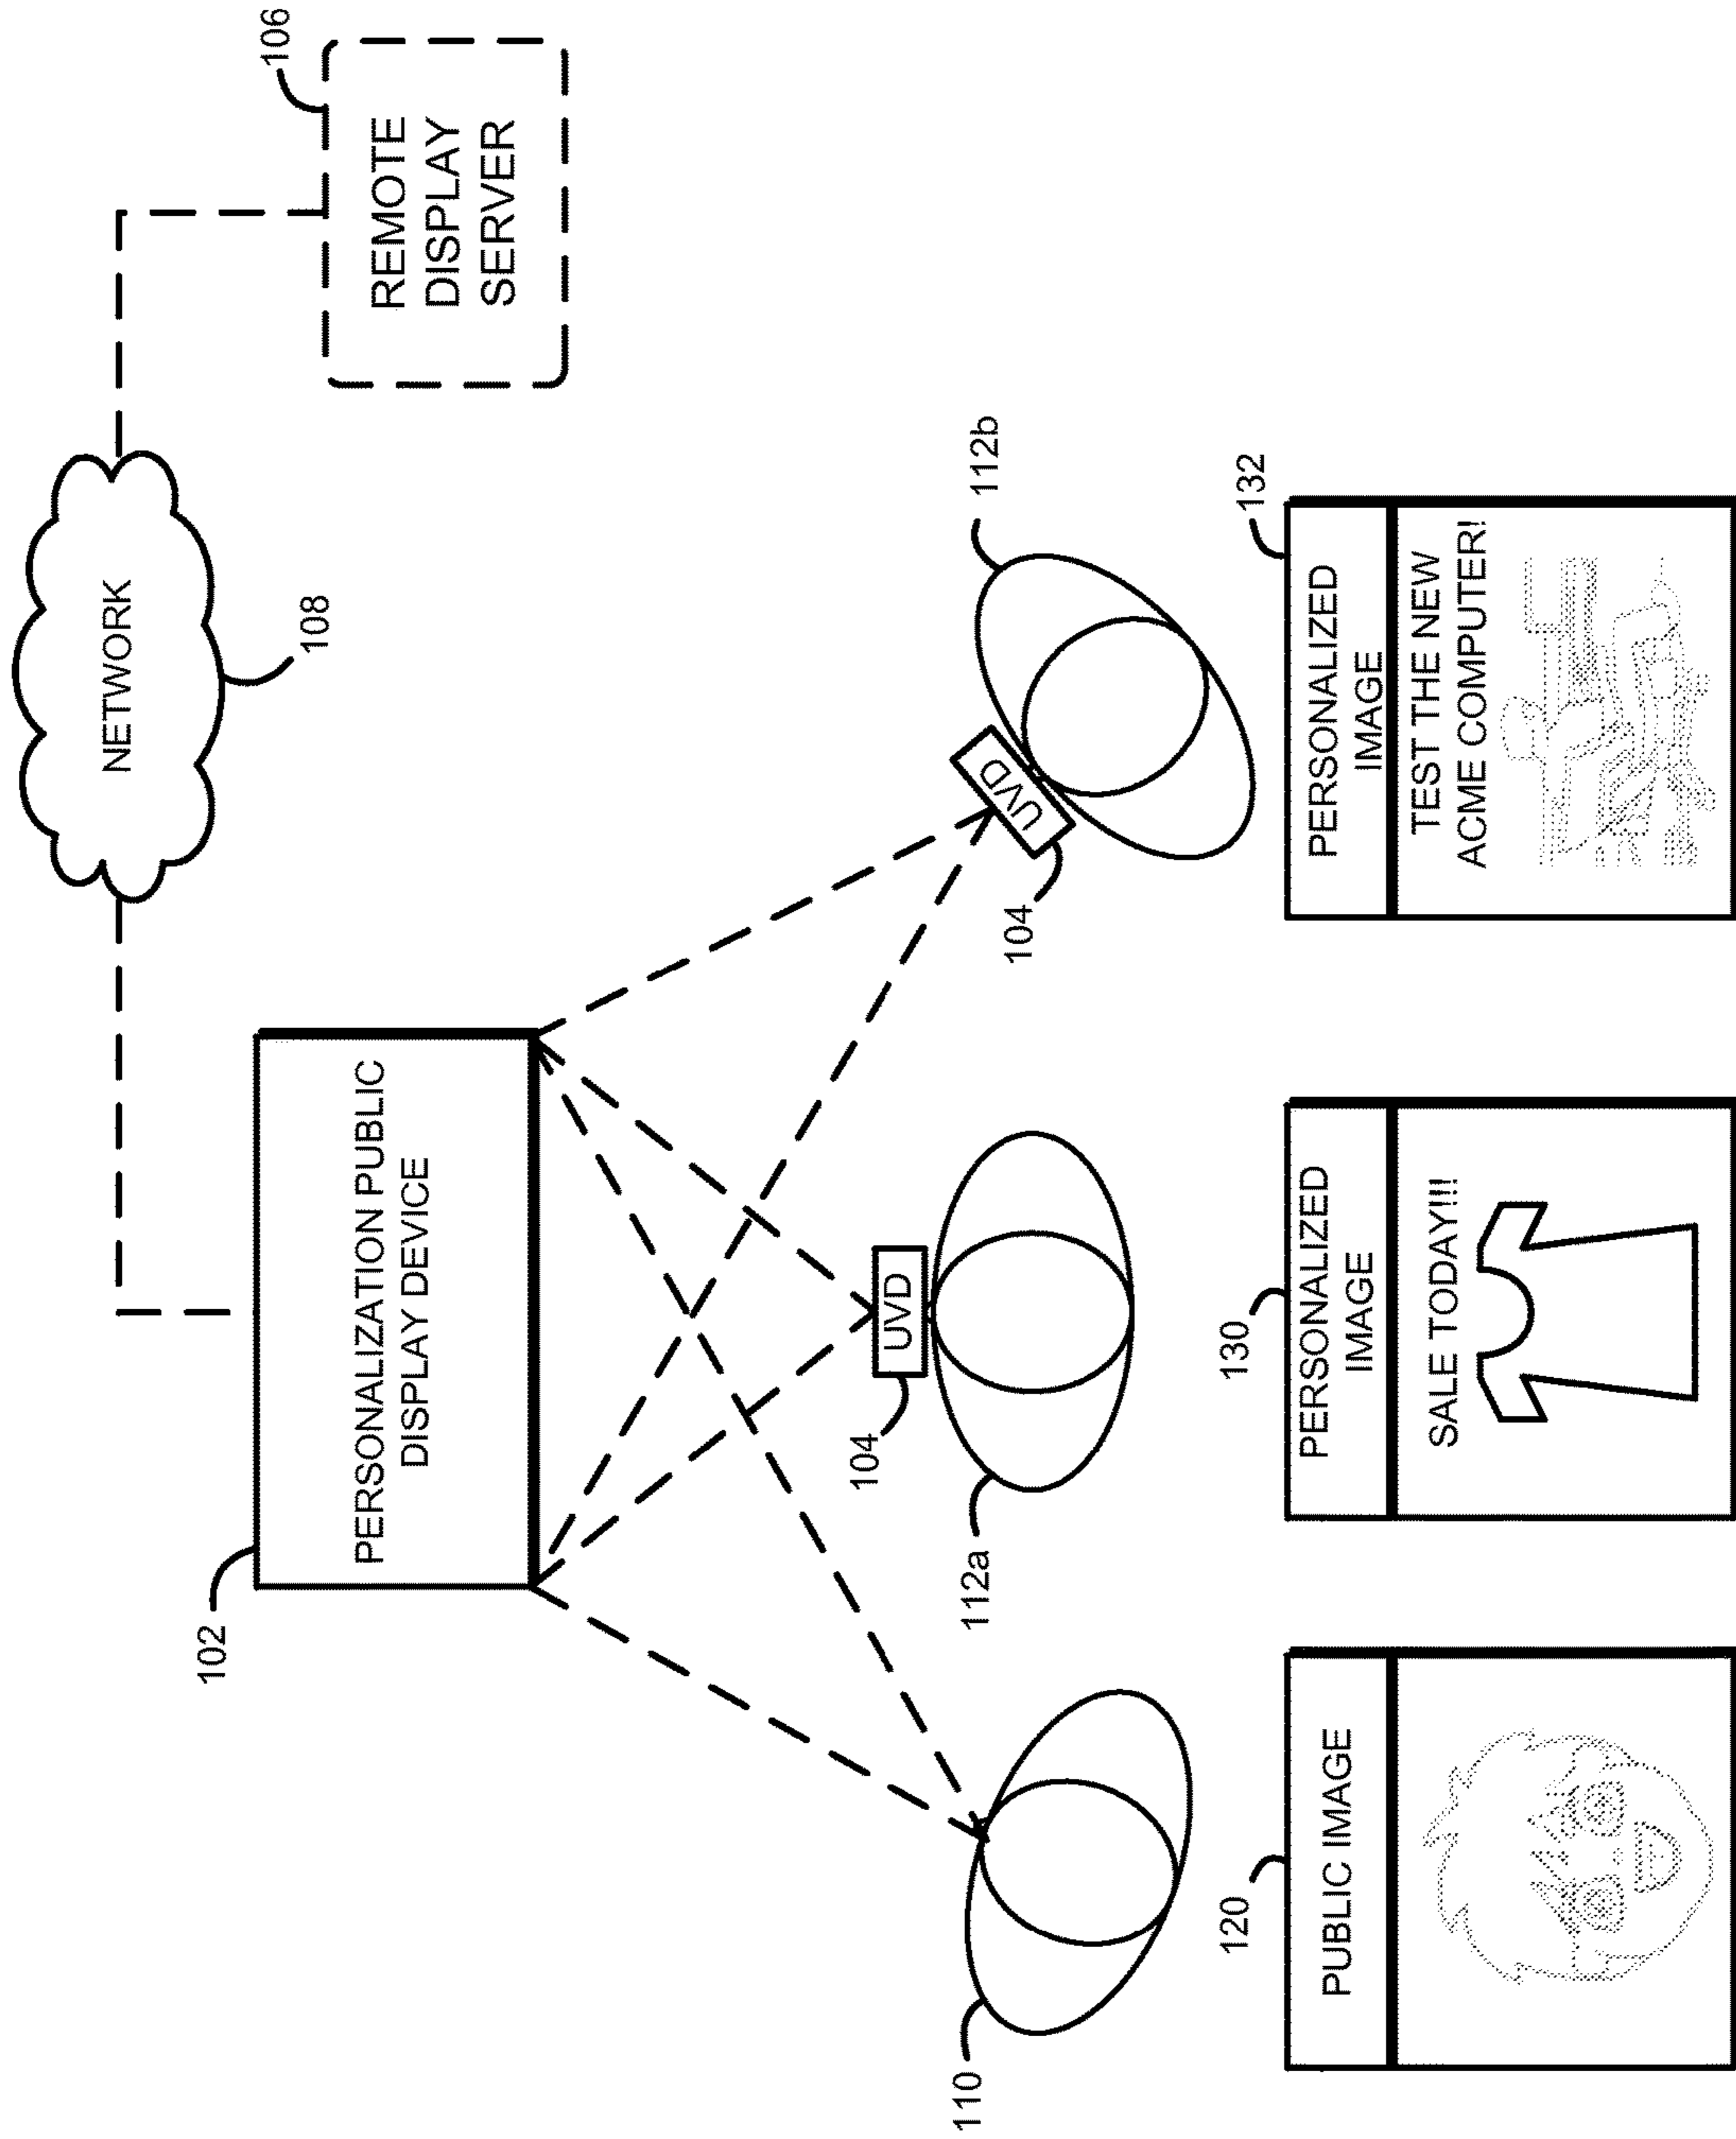 NETWORK
108
106
REMOTE
DISPLAY
SERVER
102
PERSONALIZATION PUBLIC
DISPLAY DEVICE
110
112a
104
UVD
104
UVD
112b
120
PUBLIC IMAGE
130
PERSONALIZED
IMAGE
SALE TODAY!!!
132
PERSONALIZED
IMAGE
TEST THE NEW
ACME COMPUTER!